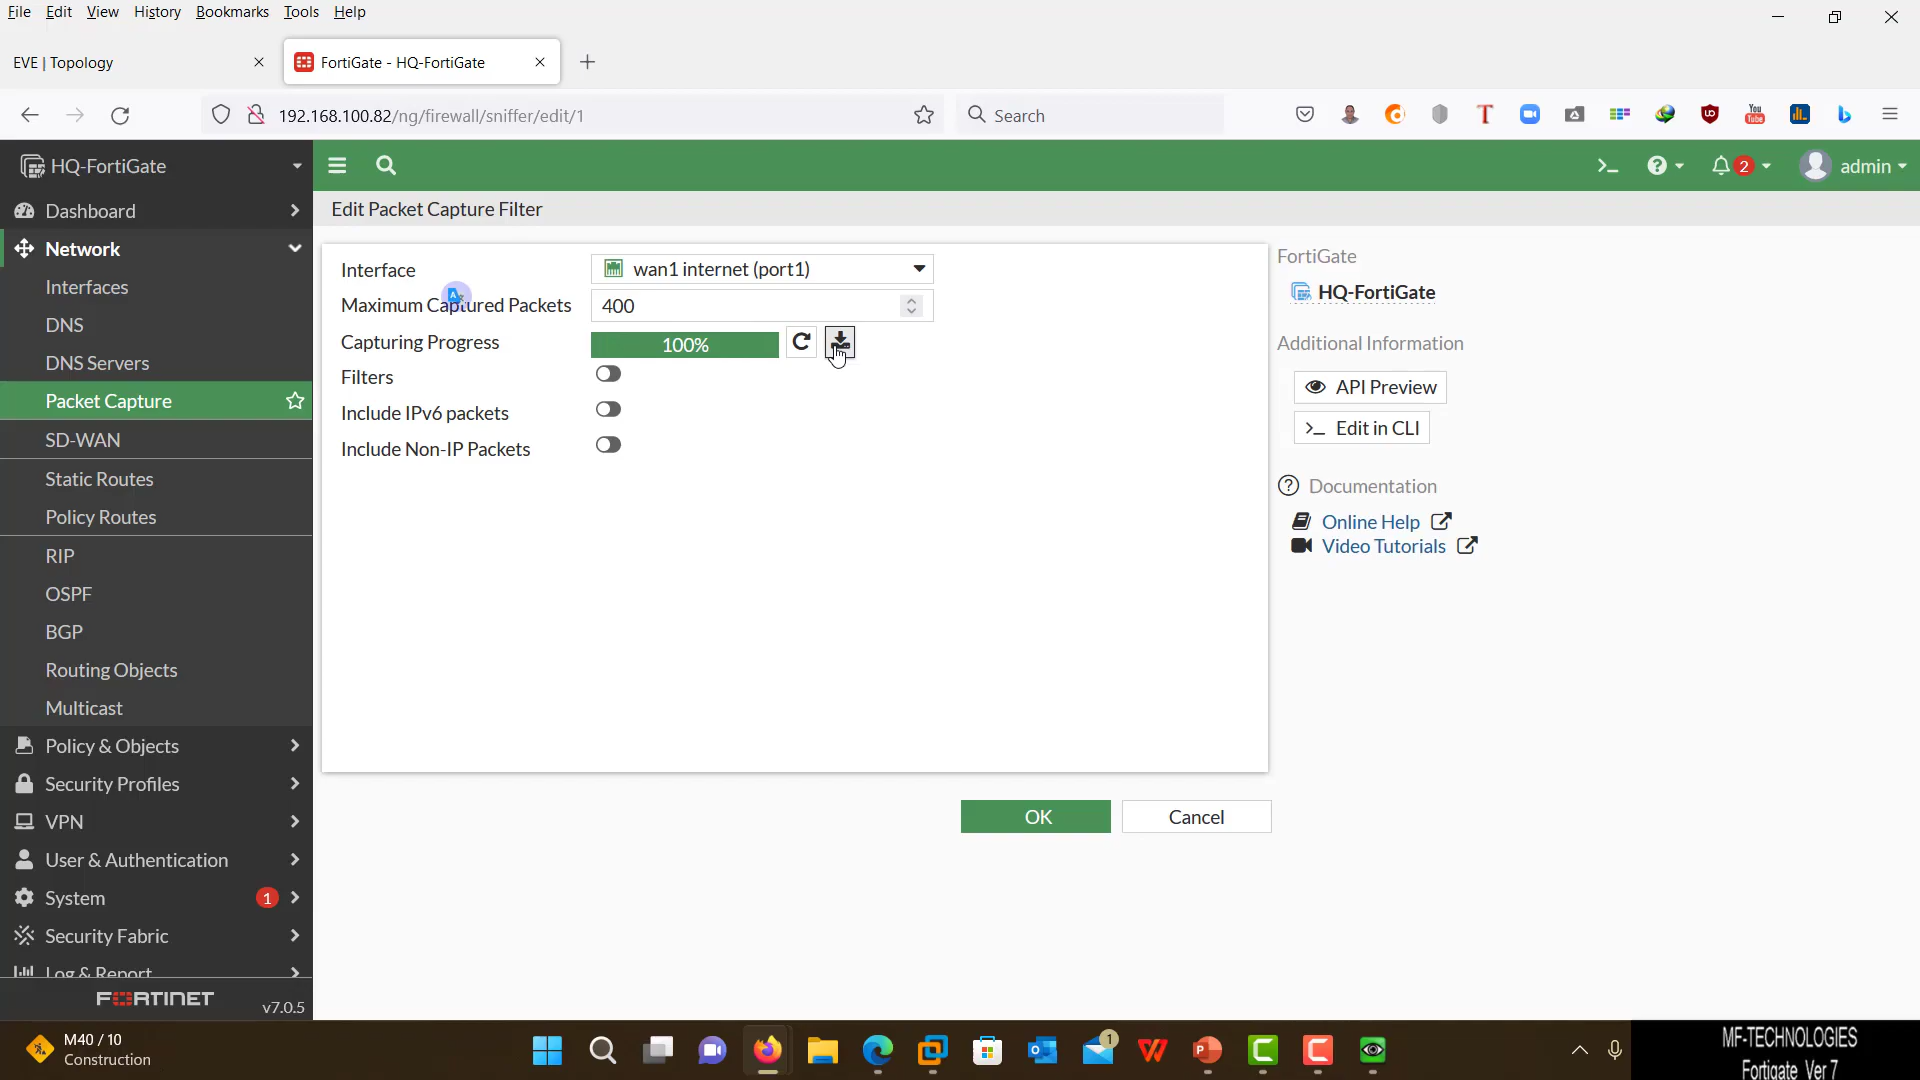 File Edit View History Bookmarks Tools Help
EVE | Topology
FortiGate - HQ-FortiGate
192.168.100.82/ng/firewall/sniffer/edit/1
Search
HQ-FortiGate
2
admin
Dashboard
Edit Packet Capture Filter
Network
Interfaces
DNS
DNS Servers
Packet Capture
SD-WAN
Static Routes
Policy Routes
RIP
OSPF
BGP
Routing Objects
Multicast
Policy & Objects
Security Profiles
VPN
User & Authentication
System 1
Security Fabric
Log & Report
FORTINET v7.0.5
Interface wan1 internet (port1)
Maximum Captured Packets 400
Capturing Progress 100%
Filters
Include IPv6 packets
Include Non-IP Packets
OK Cancel
FortiGate
HQ-FortiGate
Additional Information
API Preview
>_ Edit in CLI
Documentation
Online Help
Video Tutorials
M40 / 10
Construction
1
MF-TECHNOLOGIES
Fortigate Ver 7